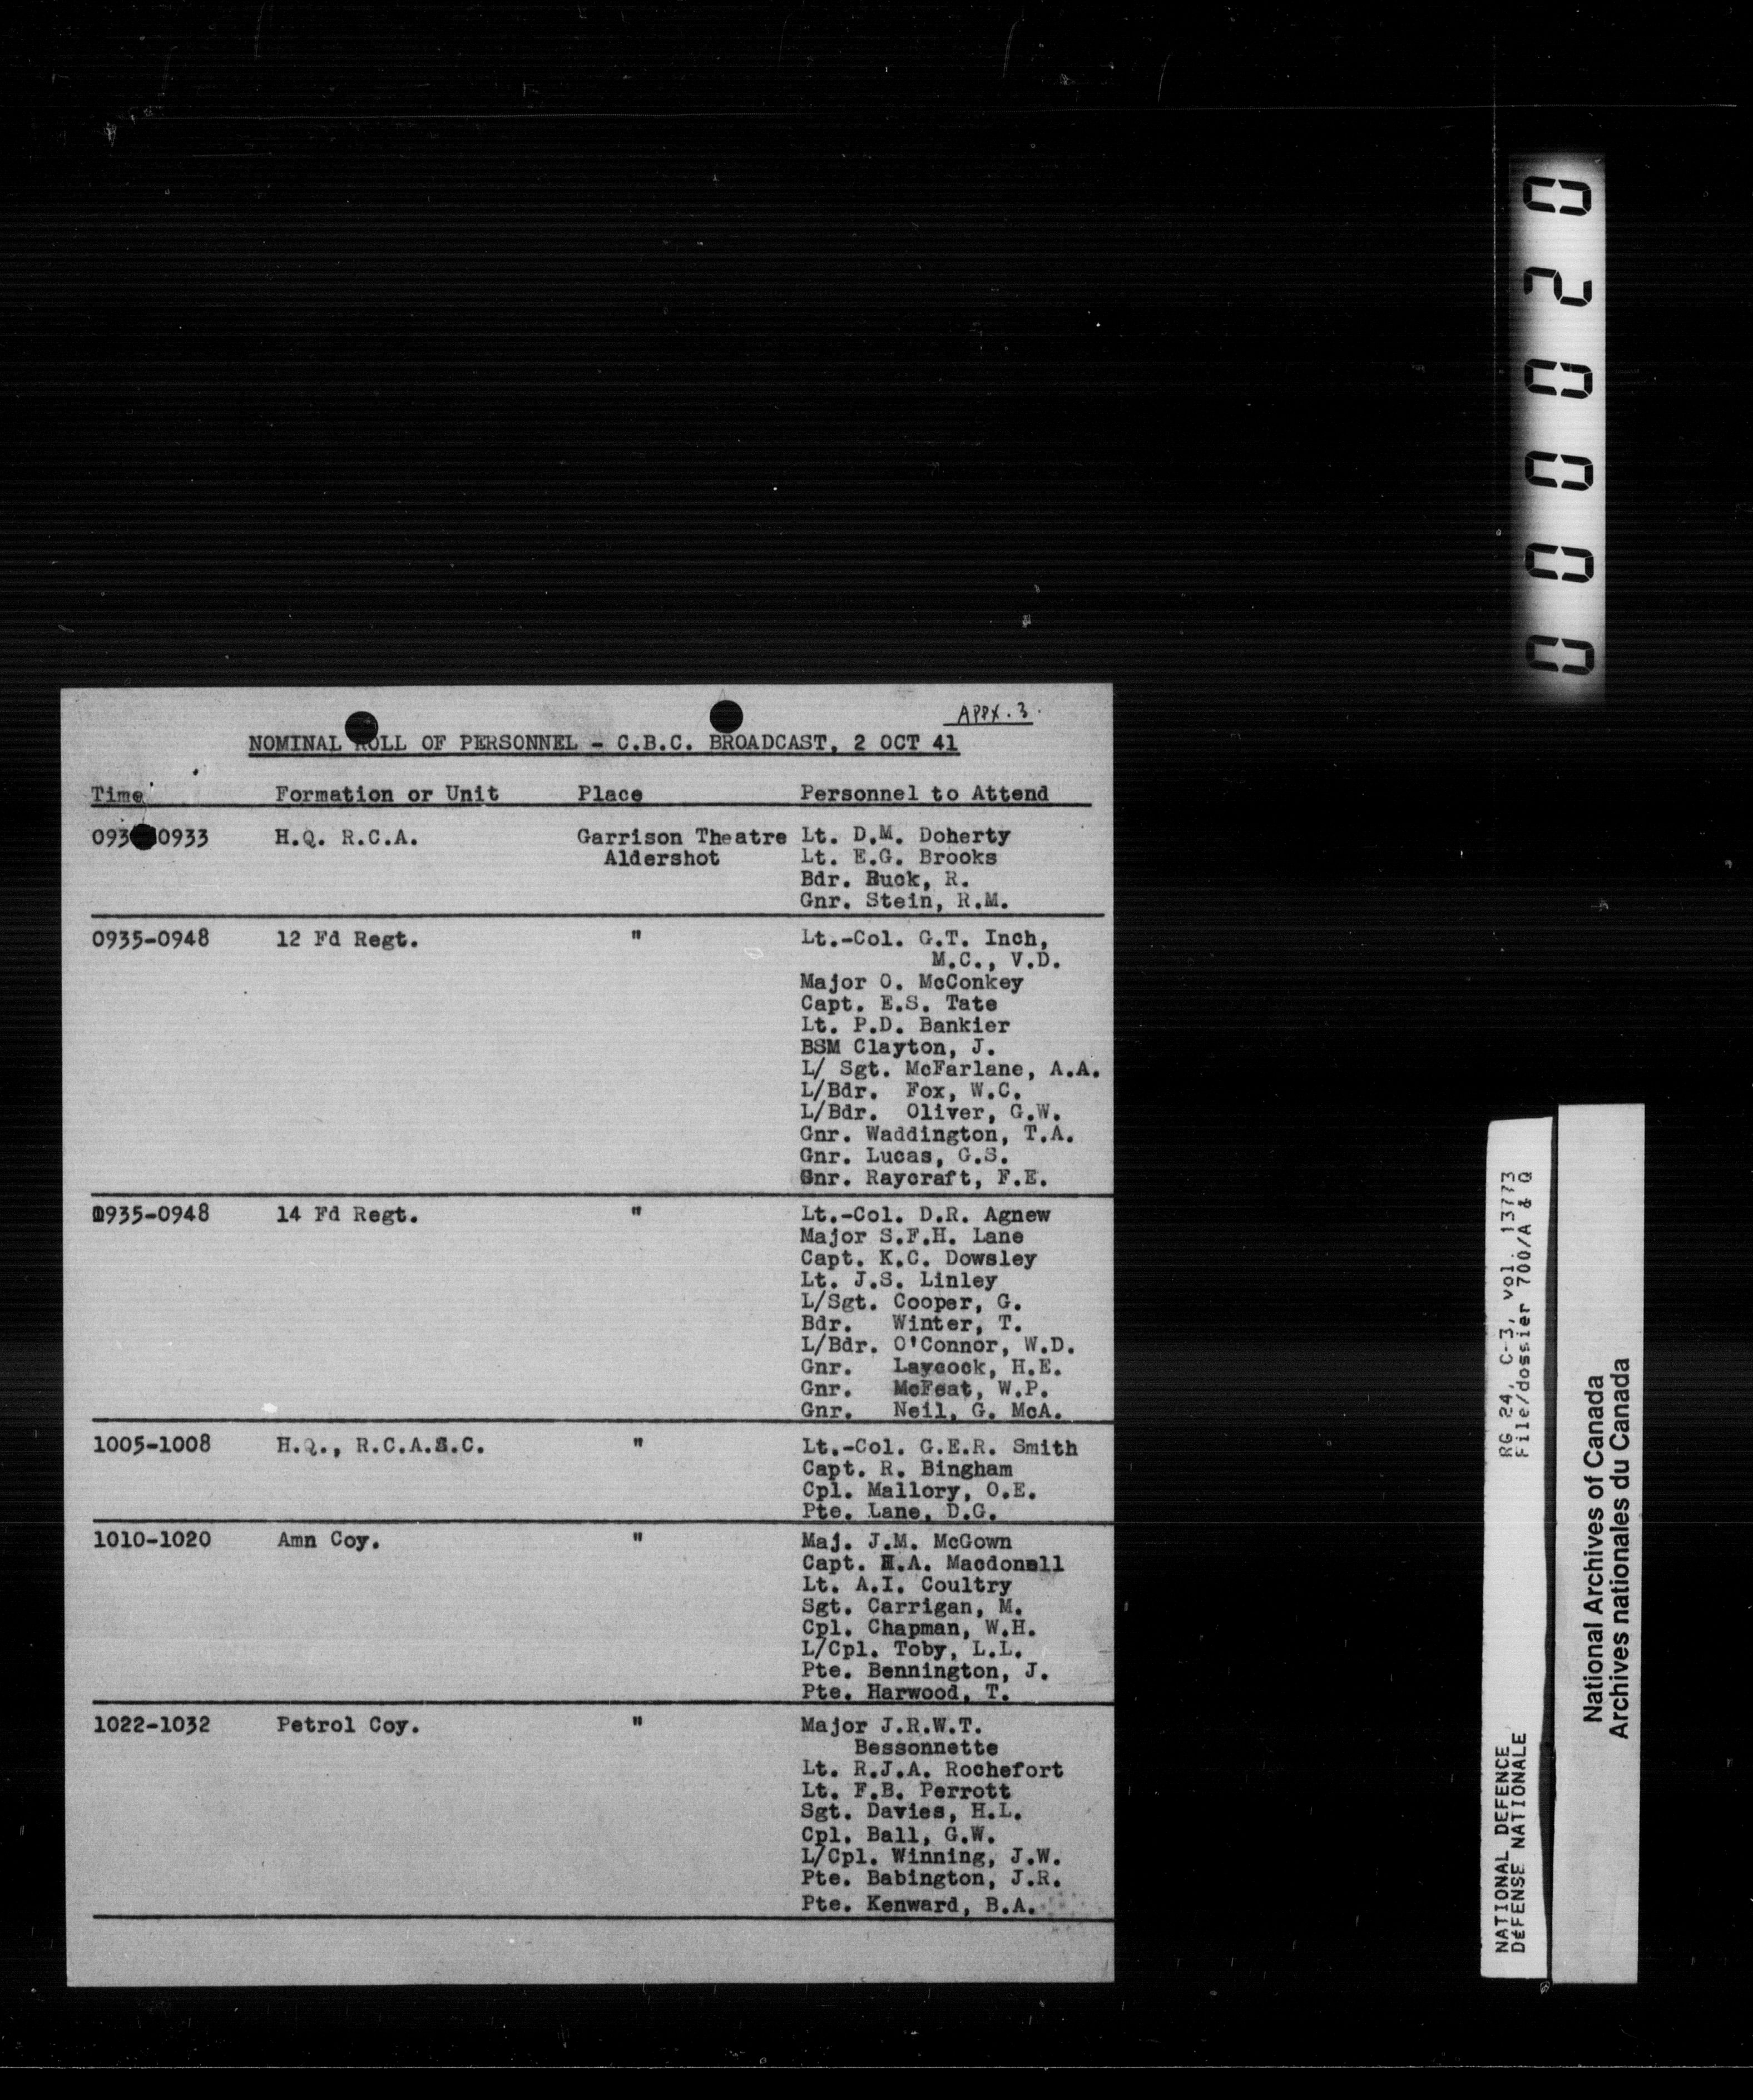 APPX. 3.
NOMINAL ROLL OF PERSONNEL - C.B.C. BROADCAST, 2 OCT 41
Time Formation or Unit Place Personnel to Attend
093 0933 H.Q. R.C.A. Garrison Theatre Lt. D.M. Doherty
Aldershot Lt. E.G. Brooks
Bdr. Buck, R.
Gnr. Stein, R.M.
0935-0948 12 Fd Regt. " Lt.-Col. G.T. Inch,
M.C., V.D.
Major O. McConkey
Capt. E.S. Tate
Lt. P.D. Bankier
BSM Clayton, J.
L/ Sgt. McFarlane, A.A.
L/Bdr. Fox, W.C.
L/Bdr. Oliver, G.W.
Gnr. Waddington, T.A.
Gnr. Lucas, G.S.
Gnr. Raycraft, F.E.
0935-0948 14 Fd Regt. " Lt.-Col. D.R. Agnew
Major S.F.H. Lane
Capt. K.C. Dowsley
Lt. J.S. Linley
L/Sgt. Cooper, G.
Bdr. Winter, T.
L/Bdr. O'Connor, W.D.
Gnr. Laycock, H.E.
Gnr. McFeat, W.P.
Gnr. Neil, G. McA.
1005-1008 H.Q., R.C.A.S.C. " Lt.-Col. G.E.R. Smith
Capt. R. Bingham
Cpl. Mallory, O.E.
Pte. Lane, D.G.
1010-1020 Amn Coy. " Maj. J.M. McGown
Capt. H.A. Macdonell
Lt. A.I. Coultry
Sgt. Carrigan, M.
Cpl. Chapman, W.H.
L/Cpl. Toby, L.L.
Pte. Bennington, J.
Pte. Harwood, T.
1022-1032 Petrol Coy. " Major J.R.W.T.
Bessonnette
Lt. R.J.A. Rochefort
Lt. F.B. Perrott
Sgt. Davies, H.L.
Cpl. Ball, G.W.
L/Cpl. Winning, J.W.
Pte. Babington, J.R.
Pte. Kenward, B.A.
000020
NATIONAL DEFENCE RG 24, C-3, vol. 13773
DéFENSE NATIONALE File/dossier 700/A & Q
National Archives of Canada
Archives nationales du Canada